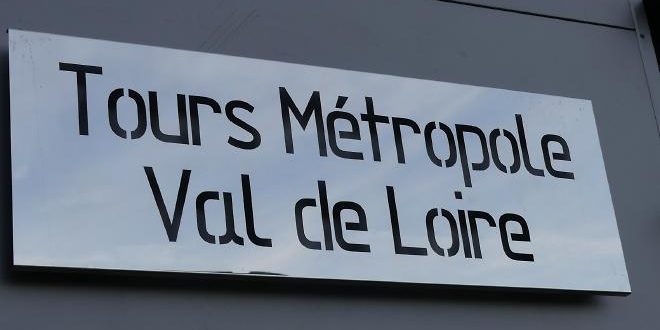 Tours Métropole
Val de Loire